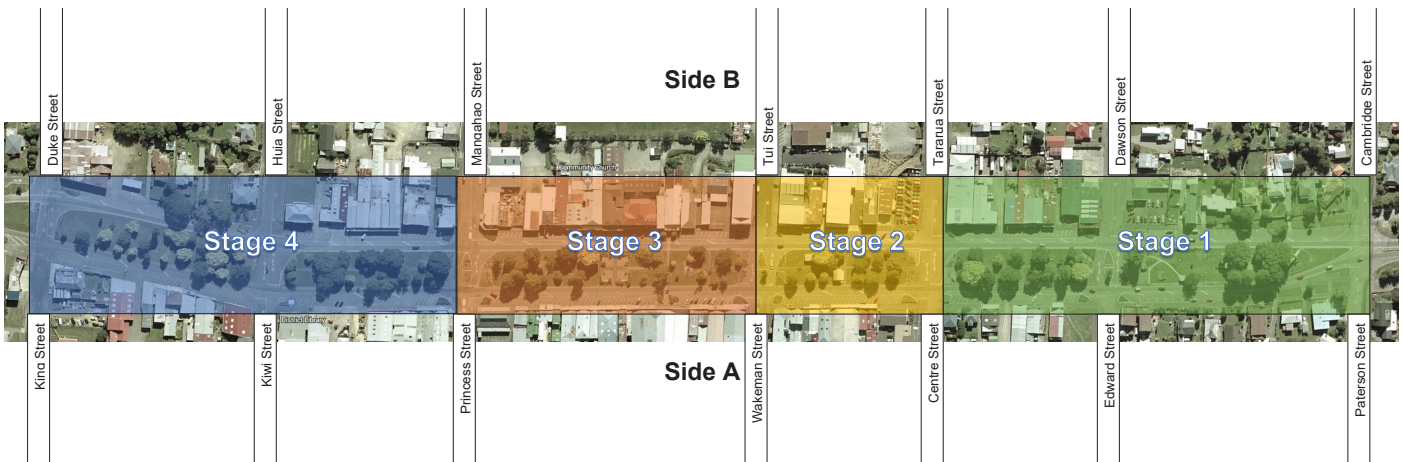 Side B
Duke Street
Huia Street
Mangahao Street
Tui Street
Tararua Street
Dawson Street
Cambridge Street
Community Church
Stage 4
Stage 3
Stage 2
Stage 1
District Library
Side A
King Street
Kiwi Street
Princess Street
Wakeman Street
Centre Street
Edward Street
Paterson Street